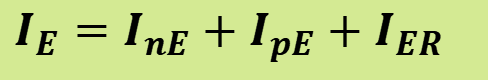 I_E = I_nE + I_pE + I_ER